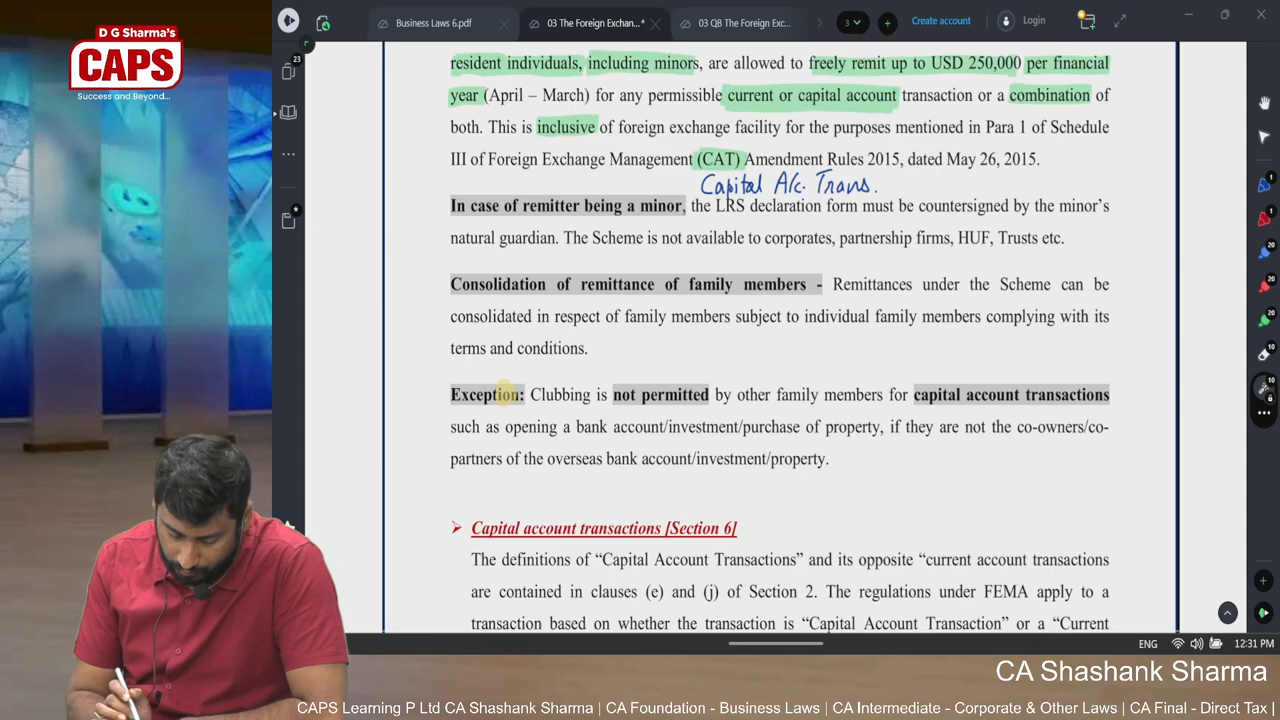 D G Sharma's
CAPS
Success and Beyond...
Business Laws 6.pdf
03 The Foreign Exchan...*
03 QB The Foreign Exc...
3
Create account
Login
23
resident individuals, including minors, are allowed to freely remit up to USD 250,000 per financial
year (April – March) for any permissible current or capital account transaction or a combination of
both. This is inclusive of foreign exchange facility for the purposes mentioned in Para 1 of Schedule
III of Foreign Exchange Management (CAT) Amendment Rules 2015, dated May 26, 2015.
Capital A/c. Trans.
In case of remitter being a minor, the LRS declaration form must be countersigned by the minor's
natural guardian. The Scheme is not available to corporates, partnership firms, HUF, Trusts etc.
Consolidation of remittance of family members - Remittances under the Scheme can be
consolidated in respect of family members subject to individual family members complying with its
terms and conditions.
Exception: Clubbing is not permitted by other family members for capital account transactions
such as opening a bank account/investment/purchase of property, if they are not the co-owners/co-
partners of the overseas bank account/investment/property.
Capital account transactions [Section 6]
The definitions of “Capital Account Transactions” and its opposite “current account transactions
are contained in clauses (e) and (j) of Section 2. The regulations under FEMA apply to a
transaction based on whether the transaction is “Capital Account Transaction” or a “Current
1
1
20
20
20
10
10
ENG
12:31 PM
CA Shashank Sharma
CAPS Learning P Ltd CA Shashank Sharma | CA Foundation - Business Laws | CA Intermediate - Corporate & Other Laws | CA Final - Direct Tax |